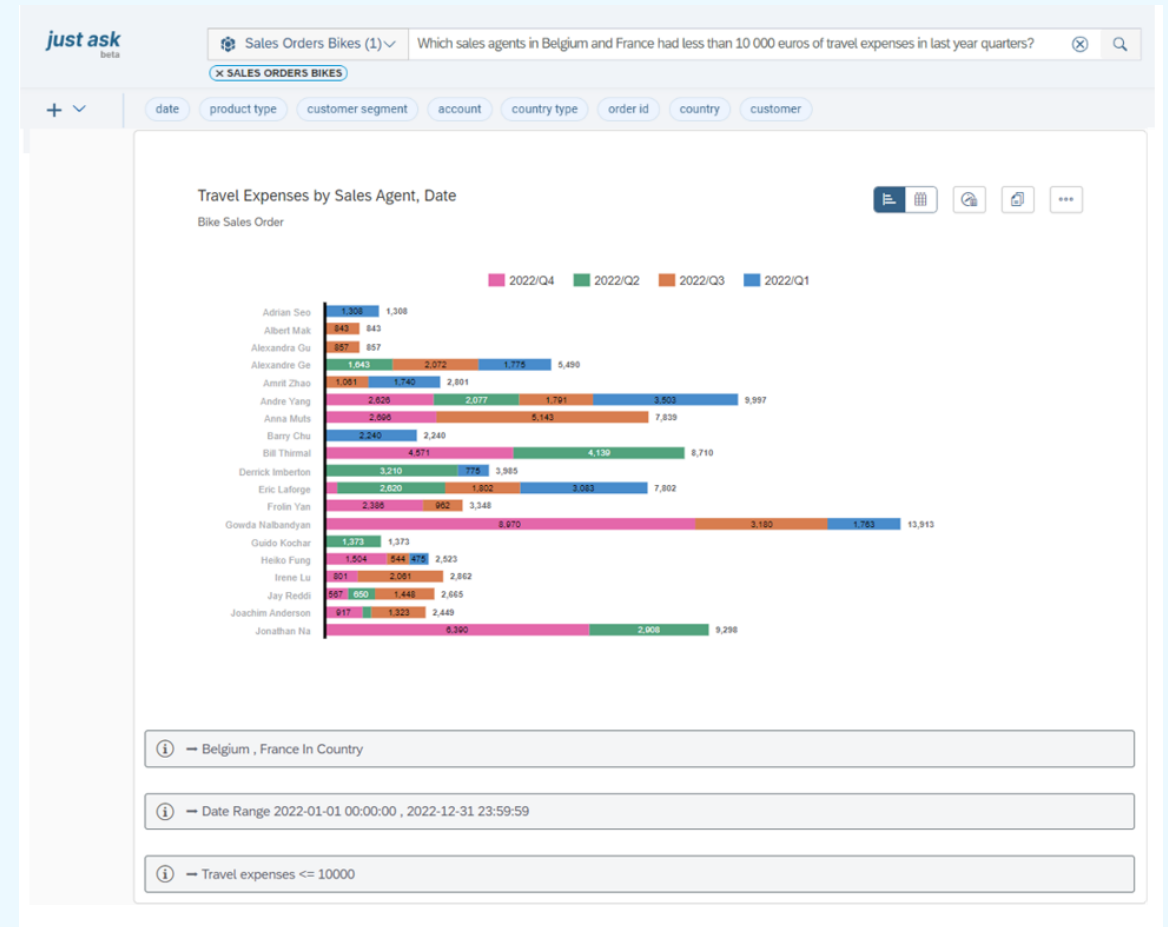 just ask
beta
Sales Orders Bikes (1)
Which sales agents in Belgium and France had less than 10 000 euros of travel expenses in last year quarters?
× SALES ORDERS BIKES
date product type customer segment account country type order id country customer
Travel Expenses by Sales Agent, Date
Bike Sales Order
2022/Q4 2022/Q2 2022/Q3 2022/Q1
Adrian Seo 1,308 1,308
Albert Mak 843 843
Alexandra Gu 857 857
Alexandre Ge 1,643 2,072 1,775 5,490
Amrit Zhao 1,061 1,740 2,801
Andre Yang 2,626 2,077 1,791 3,503 9,997
Anna Muts 2,696 5,143 7,839
Barry Chu 2,240 2,240
Bill Thirmal 4,571 4,139 8,710
Derrick Imberton 3,210 775 3,985
Eric Laforge 2,620 1,802 3,083 7,802
Frolin Yan 2,386 962 3,348
Gowda Nalbandyan 8,970 3,180 1,763 13,913
Guido Kochar 1,373 1,373
Heiko Fung 1,504 544 475 2,523
Irene Lu 801 2,061 2,862
Jay Reddi 567 650 1,448 2,665
Joachim Anderson 917 1,323 2,449
Jonathan Na 6,390 2,908 9,298
Belgium , France In Country
Date Range 2022-01-01 00:00:00 , 2022-12-31 23:59:59
Travel expenses <= 10000